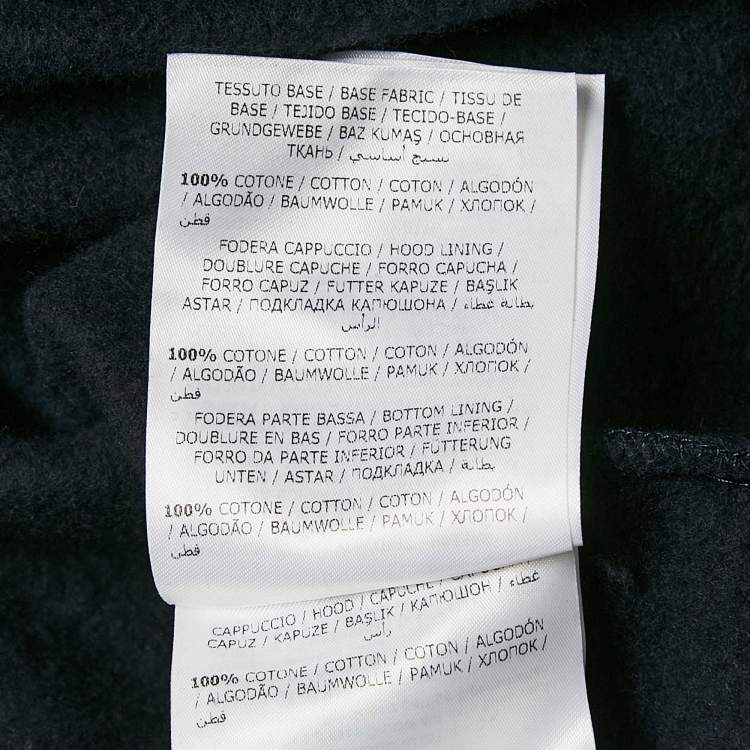 TESSUTO BASE / BASE FABRIC / TISSU DE
BASE / TEJIDO BASE / TECIDO-BASE /
GRUNDGEWEBE / BAZ KUMAŞ / ОСНОВНАЯ
ТКАНЬ / نسيج أساسي
100% COTONE / COTTON / COTON / ALGODÓN
/ ALGODÃO / BAUMWOLLE / PAMUK / ХЛОПОК /
قطن
FODERA CAPPUCCIO / HOOD LINING /
DOUBLURE CAPUCHE / FORRO CAPUCHA /
FORRO CAPUZ / FUTTER KAPUZE / BAŞLIK
ASTAR / ПОДКЛАДКА КАПЮШОНА / بطانة غطاء
الرأس
100% COTONE / COTTON / COTON / ALGODÓN
/ ALGODÃO / BAUMWOLLE / PAMUK / ХЛОПОК /
قطن
FODERA PARTE BASSA / BOTTOM LINING /
DOUBLURE EN BAS / FORRO PARTE INFERIOR /
FORRO DA PARTE INFERIOR / FÜTTERUNG
UNTEN / ASTAR / ПОДКЛАДКА / بطانة
100% COTONE / COTTON / COTON / ALGODÓN
/ ALGODÃO / BAUMWOLLE / PAMUK / ХЛОПОК /
قطن
CAPPUCCIO / HOOD / CAPUCHE /
CAPUZ / KAPUZE / BAŞLIK / КАПЮШОН / غطاء
رأس
100% COTONE / COTTON / COTON / ALGODÓN
/ ALGODÃO / BAUMWOLLE / PAMUK / ХЛОПОК /
قطن